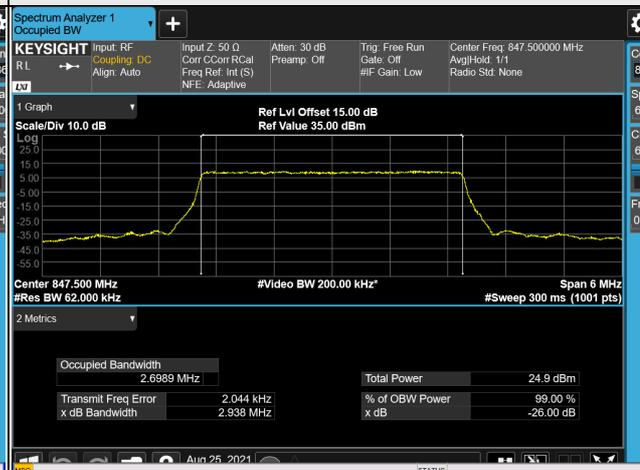 Spectrum Analyzer 1
Occupied BW
+
KEYSIGHT
RL
LXI
Input: RF
Coupling: DC
Align: Auto
Input Z: 50 Ω
Corr CCorr RCal
Freq Ref: Int (S)
NFE: Adaptive
Atten: 30 dB
Preamp: Off
Trig: Free Run
Gate: Off
#IF Gain: Low
Center Freq: 847.500000 MHz
Avg|Hold: 1/1
Radio Std: None
1 Graph
Scale/Div 10.0 dB
Ref Lvl Offset 15.00 dB
Ref Value 35.00 dBm
Log
25.0
15.0
5.00
-5.00
-15.0
-25.0
-35.0
-45.0
-55.0
Center 847.500 MHz
#Res BW 62.000 kHz
#Video BW 200.00 kHz*
Span 6 MHz
#Sweep 300 ms (1001 pts)
2 Metrics
Occupied Bandwidth
2.6989 MHz
Transmit Freq Error 2.044 kHz
x dB Bandwidth 2.938 MHz
Total Power 24.9 dBm
% of OBW Power 99.00 %
x dB -26.00 dB
Aug 25, 2021
MSG
STATUS